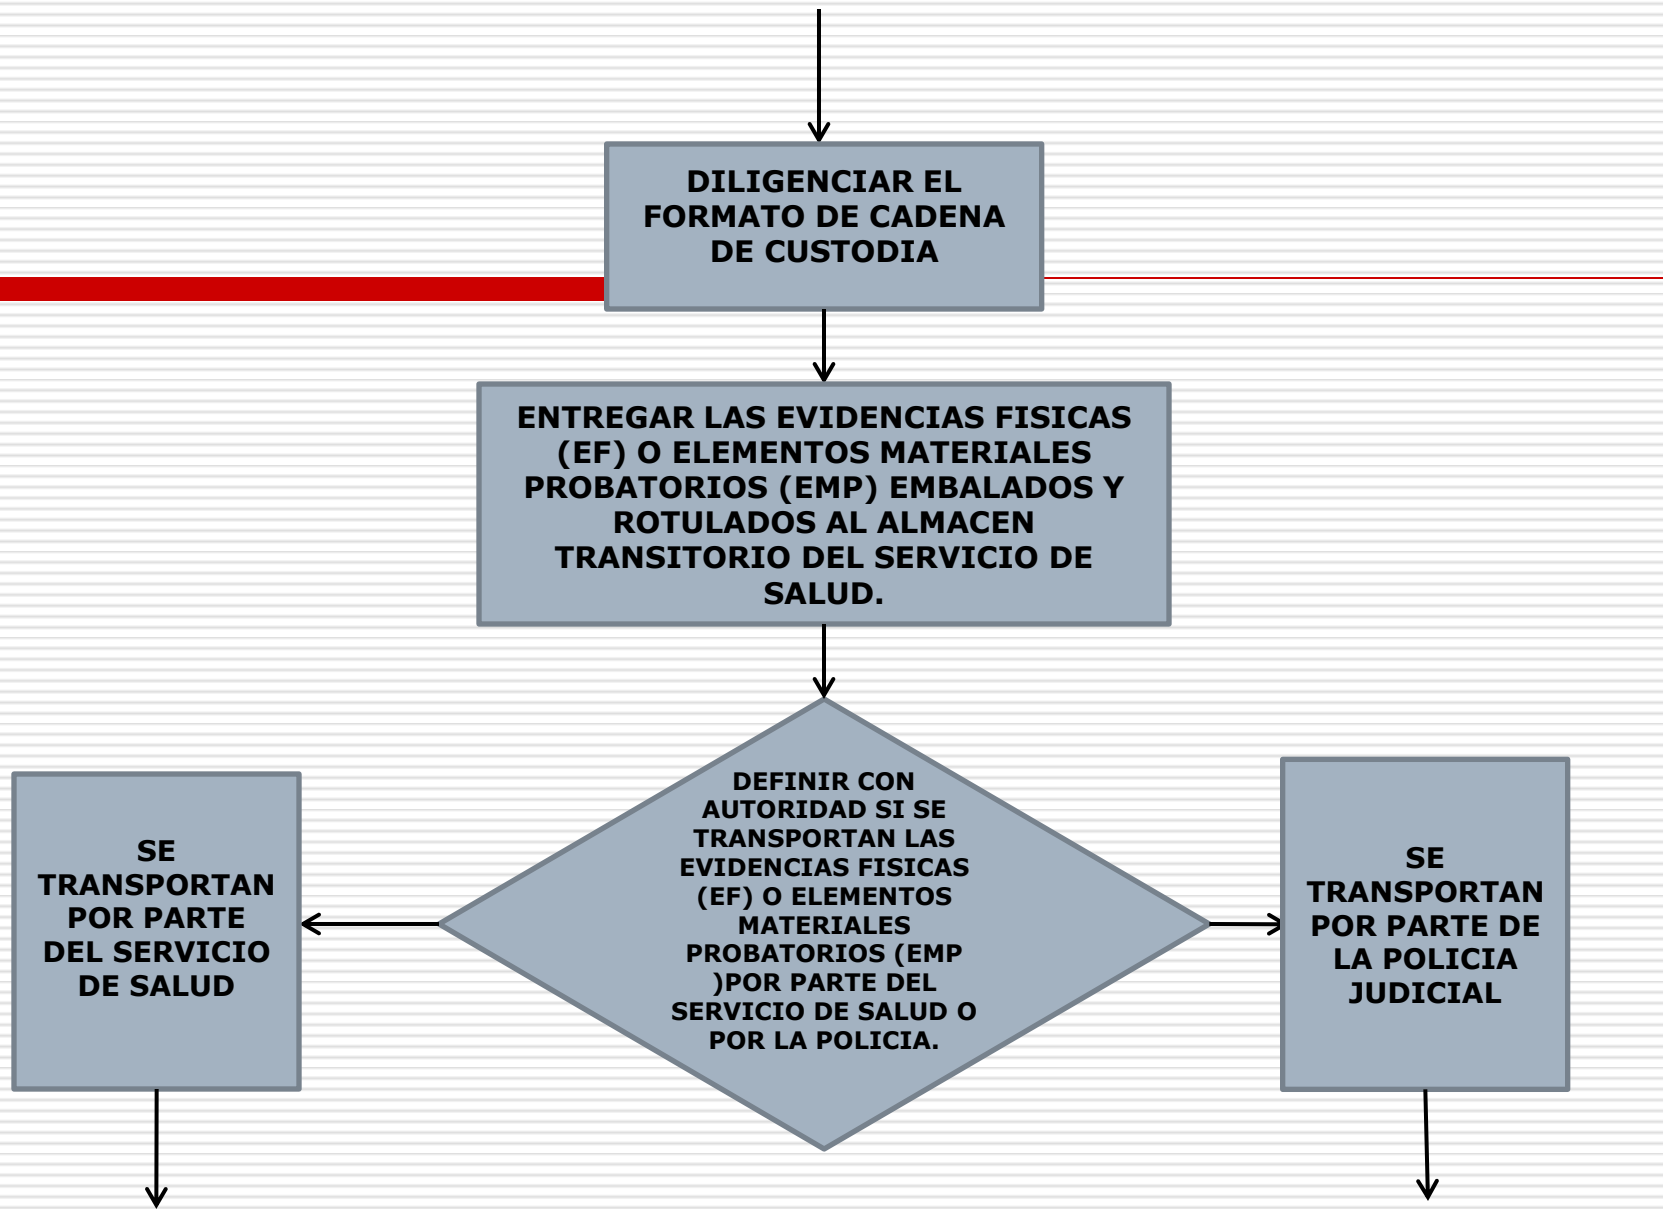 DILIGENCIAR EL
FORMATO DE CADENA
DE CUSTODIA
ENTREGAR LAS EVIDENCIAS FISICAS
(EF) O ELEMENTOS MATERIALES
PROBATORIOS (EMP) EMBALADOS Y
ROTULADOS AL ALMACEN
TRANSITORIO DEL SERVICIO DE
SALUD.
SE
TRANSPORTAN
POR PARTE
DEL SERVICIO
DE SALUD
DEFINIR CON
AUTORIDAD SI SE
TRANSPORTAN LAS
EVIDENCIAS FISICAS
(EF) O ELEMENTOS
MATERIALES
PROBATORIOS (EMP
)POR PARTE DEL
SERVICIO DE SALUD O
POR LA POLICIA.
SE
TRANSPORTAN
POR PARTE DE
LA POLICIA
JUDICIAL